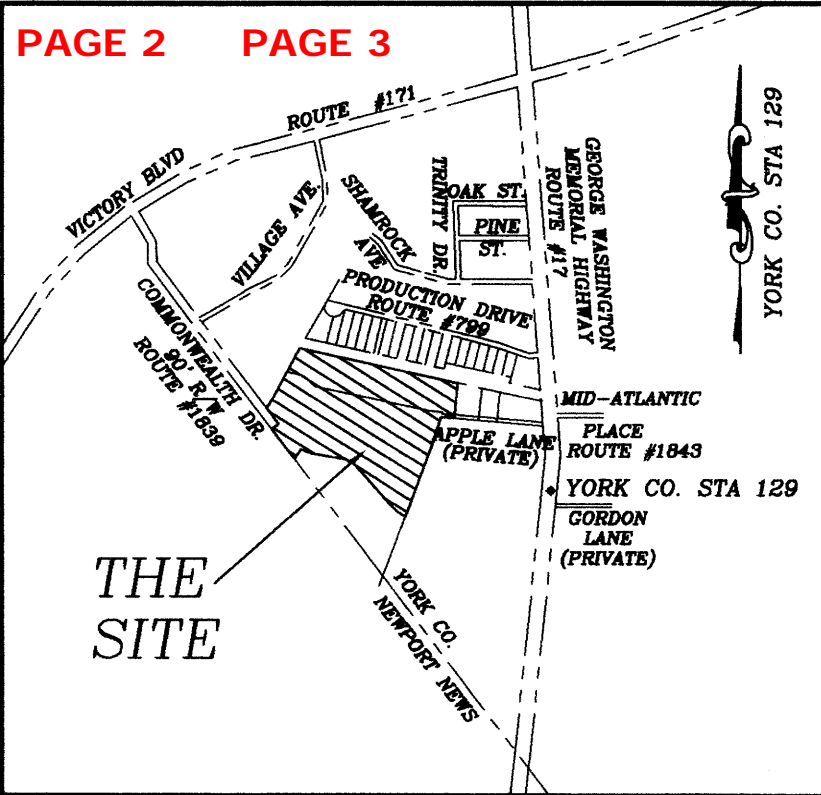 PAGE 2 PAGE 3
ROUTE #171
VICTORY BLVD
VILLAGE AVE.
SHAMROCK
AVE
TRINITY DR.
OAK ST.
PINE
ST.
GEORGE WASHINGTON
MEMORIAL HIGHWAY
ROUTE #17
YORK CO. STA 129
PRODUCTION DRIVE
ROUTE #799
COMMONWEALTH DR.
90' R/W
ROUTE #1839
MID-ATLANTIC
PLACE
ROUTE #1843
APPLE LANE
(PRIVATE)
YORK CO. STA 129
GORDON
LANE
(PRIVATE)
THE
SITE
YORK CO.
NEWPORT NEWS